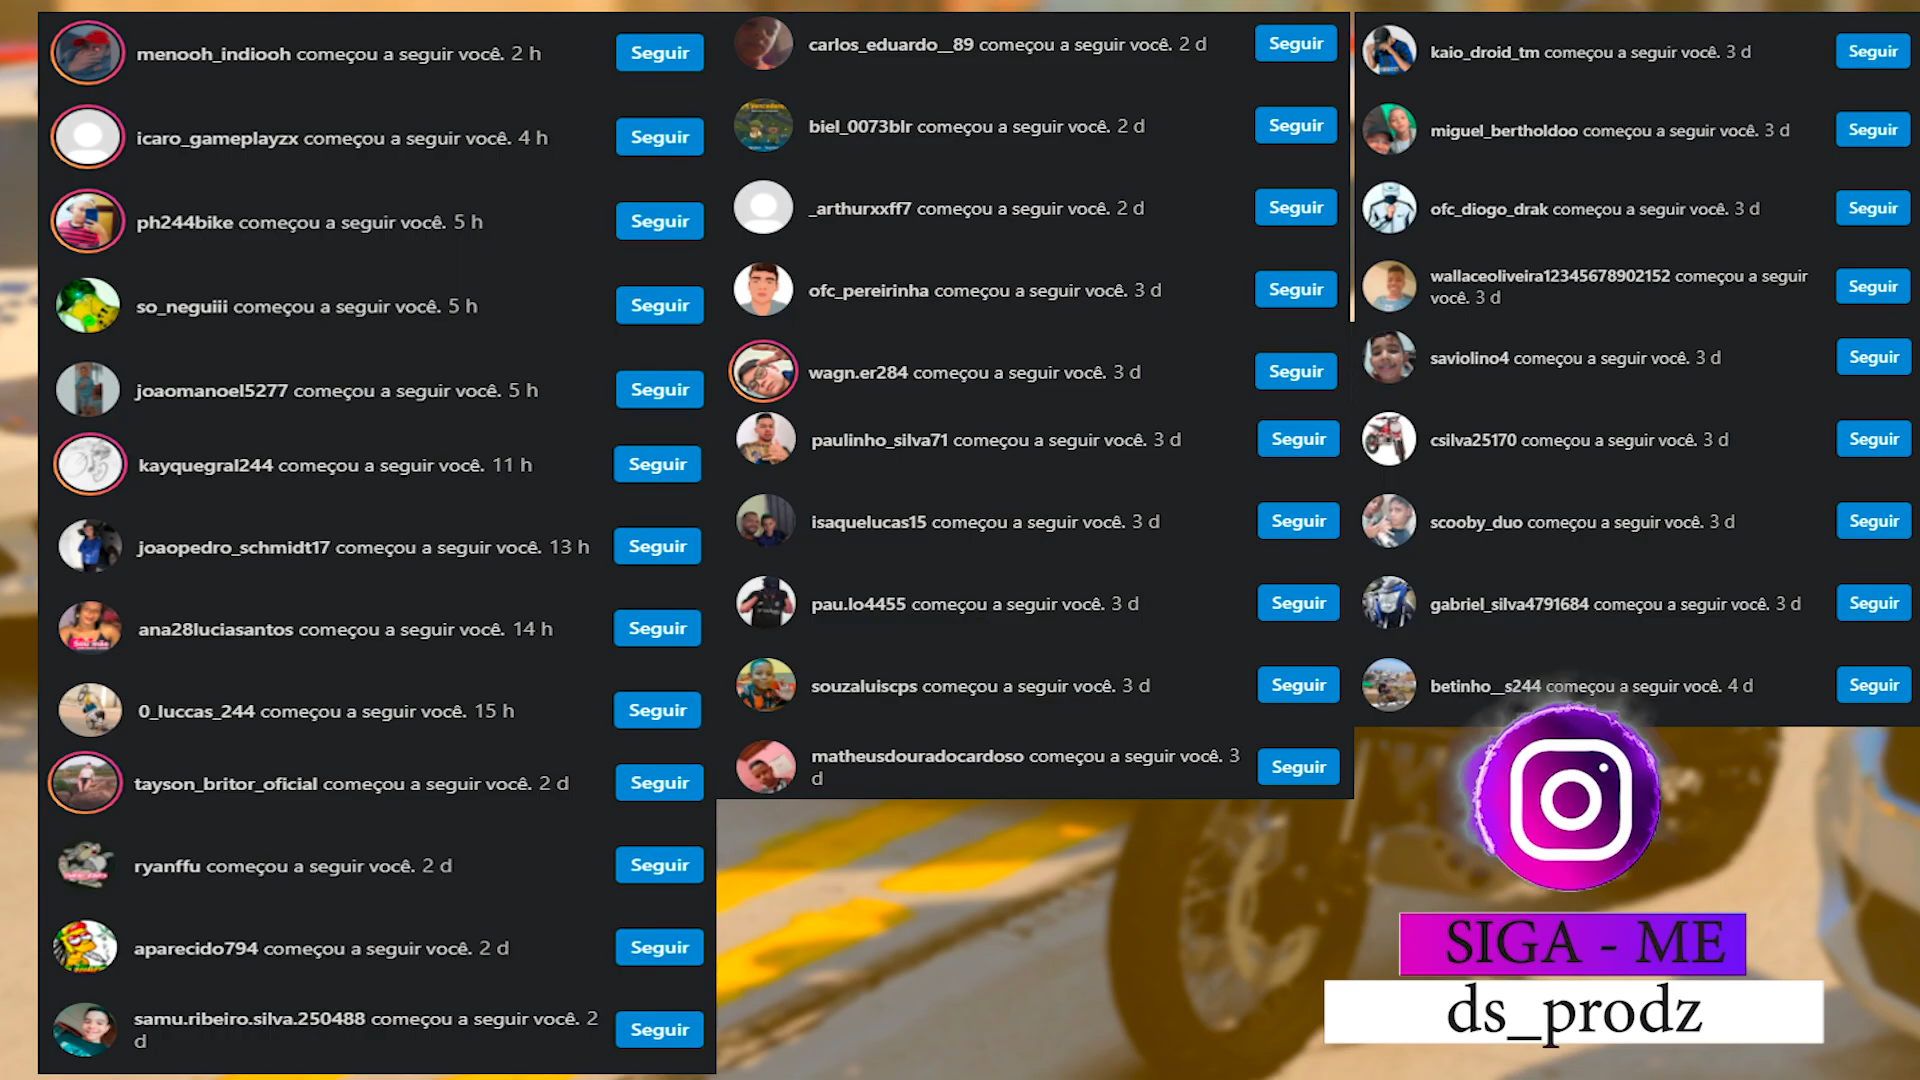 menooh_indiooh começou a seguir você. 2 h
Seguir
icaro_gameplayzx começou a seguir você. 4 h
Seguir
ph244bike começou a seguir você. 5 h
Seguir
so_neguiii começou a seguir você. 5 h
Seguir
joaomanoel5277 começou a seguir você. 5 h
Seguir
kayquegral244 começou a seguir você. 11 h
Seguir
joaopedro_schmidt17 começou a seguir você. 13 h
Seguir
ana28luciasantos começou a seguir você. 14 h
Seguir
0_luccas_244 começou a seguir você. 15 h
Seguir
tayson_britor_oficial começou a seguir você. 2 d
Seguir
ryanffu começou a seguir você. 2 d
Seguir
aparecido794 começou a seguir você. 2 d
Seguir
samu.ribeiro.silva.250488 começou a seguir você. 2
d
Seguir
carlos_eduardo__89 começou a seguir você. 2 d
Seguir
biel_0073blr começou a seguir você. 2 d
Seguir
_arthurxxff7 começou a seguir você. 2 d
Seguir
ofc_pereirinha começou a seguir você. 3 d
Seguir
wagn.er284 começou a seguir você. 3 d
Seguir
paulinho_silva71 começou a seguir você. 3 d
Seguir
isaquelucas15 começou a seguir você. 3 d
Seguir
pau.lo4455 começou a seguir você. 3 d
Seguir
souzaluiscps começou a seguir você. 3 d
Seguir
matheusdouradocardoso começou a seguir você. 3
d
Seguir
kaio_droid_tm começou a seguir você. 3 d
Seguir
miguel_bertholdoo começou a seguir você. 3 d
Seguir
ofc_diogo_drak começou a seguir você. 3 d
Seguir
wallaceoliveira12345678902152 começou a seguir
você. 3 d
Seguir
saviolino4 começou a seguir você. 3 d
Seguir
csilva25170 começou a seguir você. 3 d
Seguir
scooby_duo começou a seguir você. 3 d
Seguir
gabriel_silva4791684 começou a seguir você. 3 d
Seguir
betinho__s244 começou a seguir você. 4 d
Seguir
SIGA - ME
ds_prodz